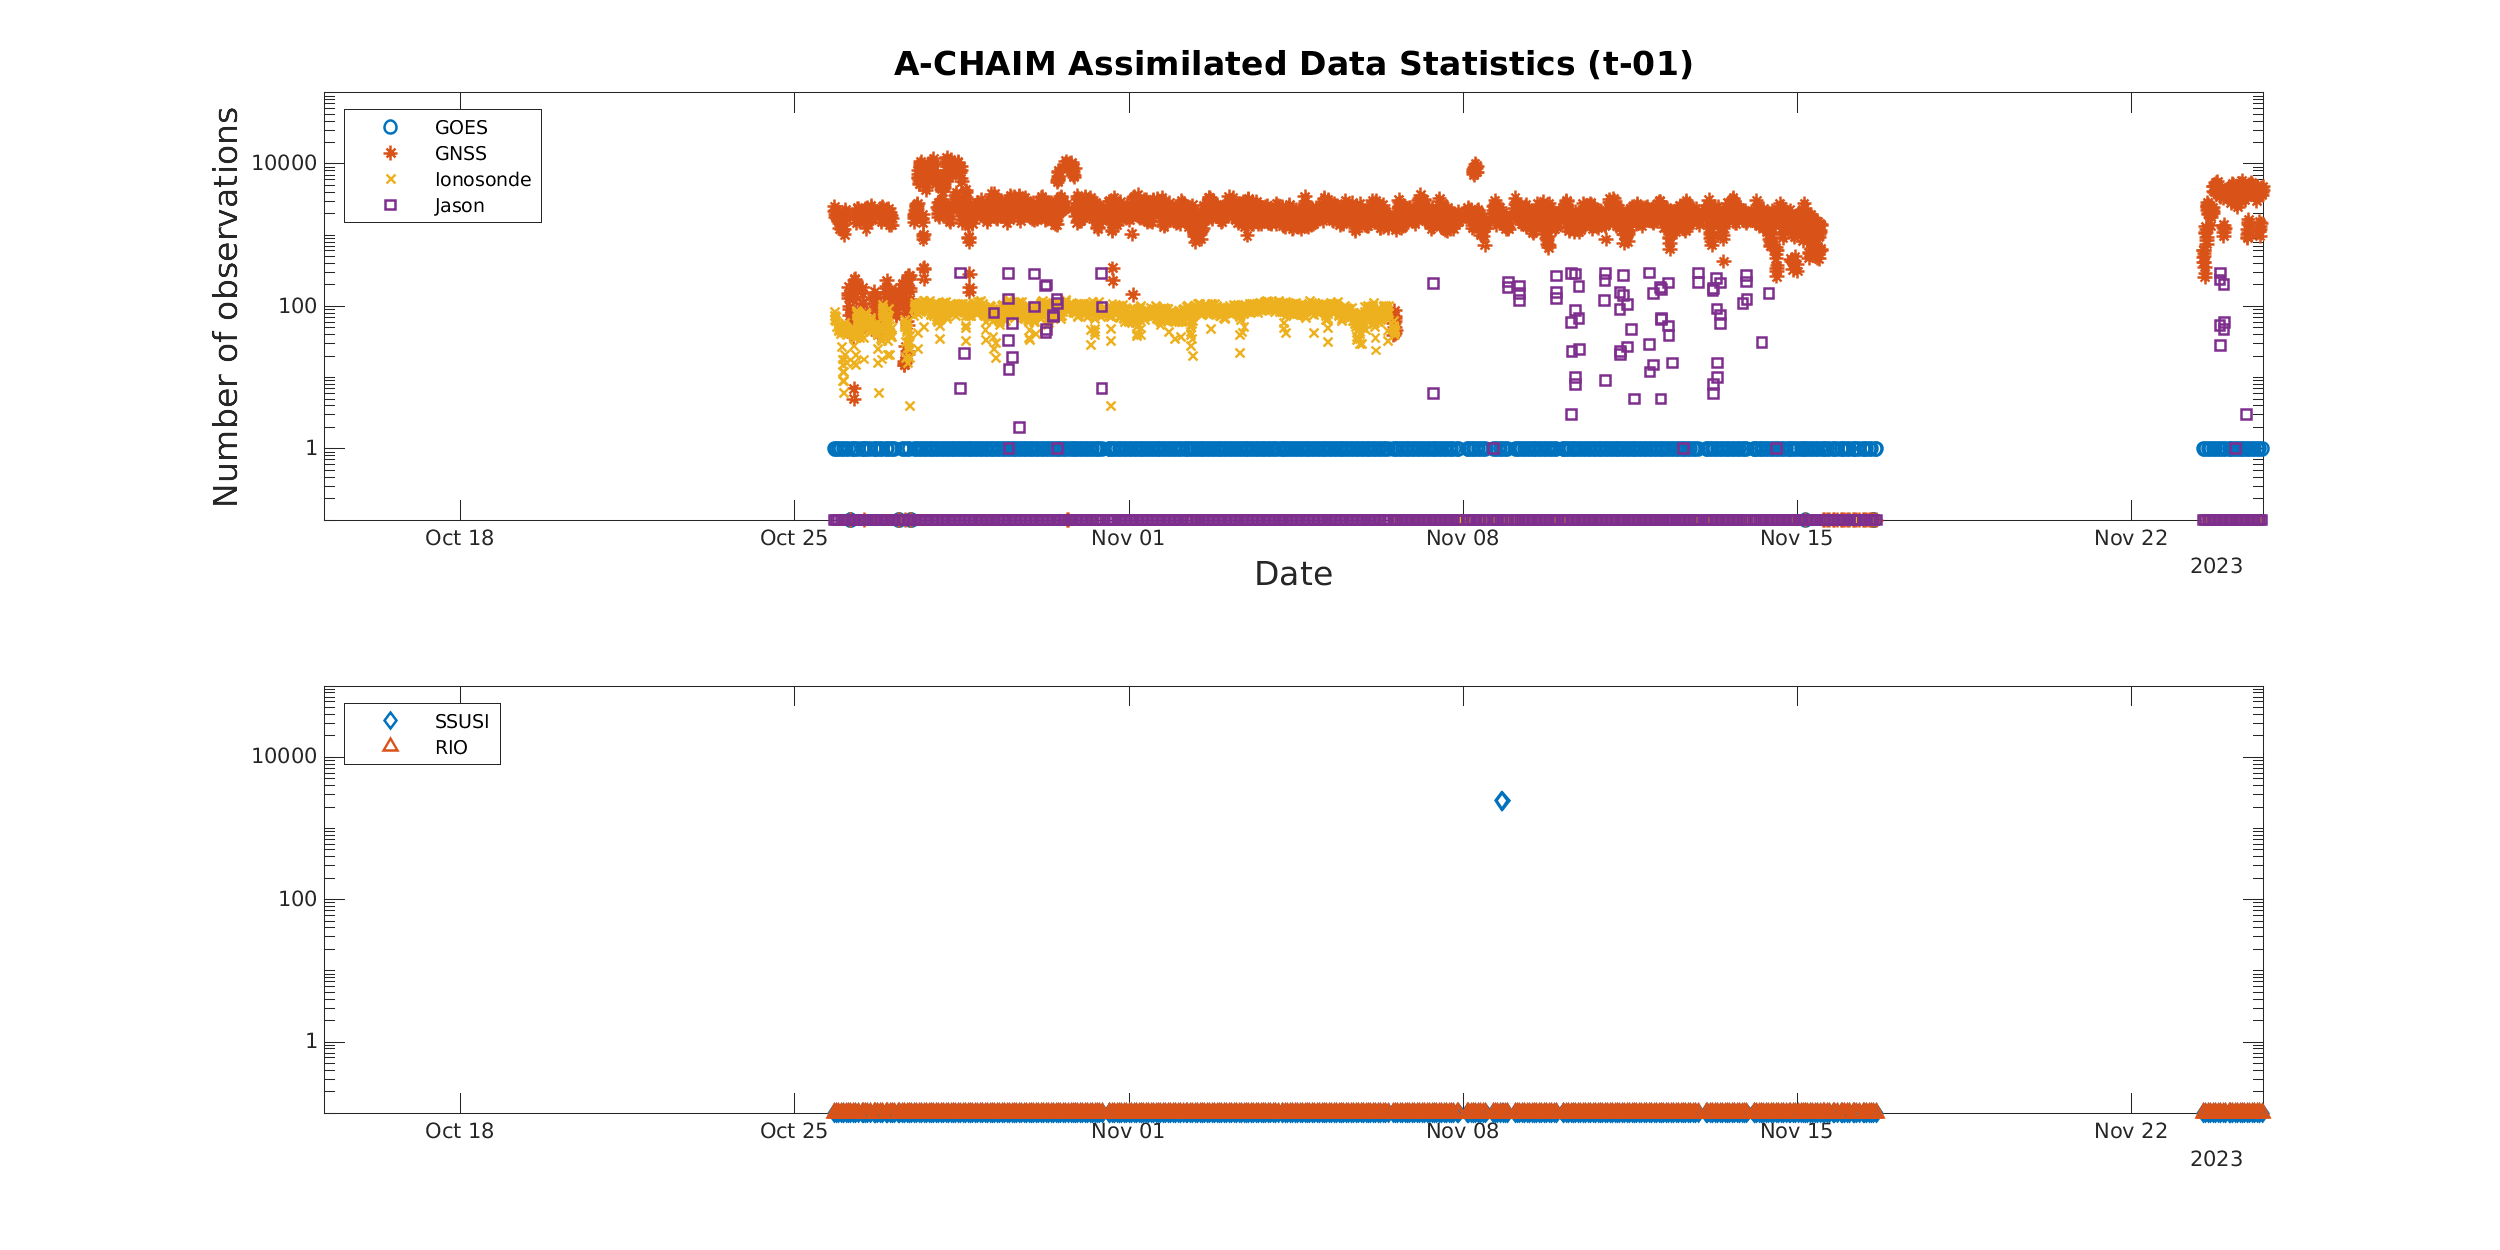 A-CHAIM Assimilated Data Statistics (t-01)
GOES
GNSS
Ionosonde
Jason
10000
100
1
Number of observations
Oct 18
Oct 25
Nov 01
Nov 08
Nov 15
Nov 22
2023
Date
SSUSI
RIO
10000
100
1
Oct 18
Oct 25
Nov 01
Nov 08
Nov 15
Nov 22
2023